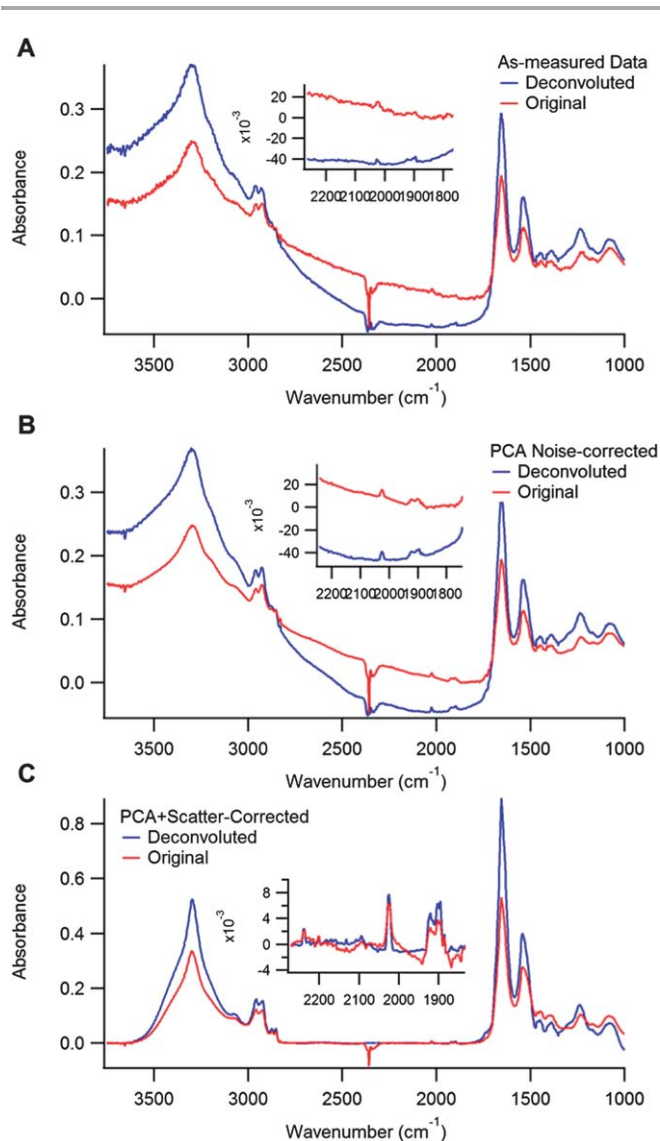 A
As-measured Data
Deconvoluted
Original
Absorbance
0.3
0.2
0.1
0.0
x10-3
20
0
-20
-40
2200 2100 2000 1900 1800
3500 3000 2500 2000 1500 1000
Wavenumber (cm-1)
B
PCA Noise-corrected
Deconvoluted
Original
Absorbance
0.3
0.2
0.1
0.0
x10-3
20
0
-20
-40
2200 2100 2000 1900 1800
3500 3000 2500 2000 1500 1000
Wavenumber (cm-1)
C
PCA+Scatter-Corrected
Deconvoluted
Original
Absorbance
0.8
0.6
0.4
0.2
0.0
x10-3
8
4
0
-4
2200 2100 2000 1900
3500 3000 2500 2000 1500 1000
Wavenumber (cm-1)